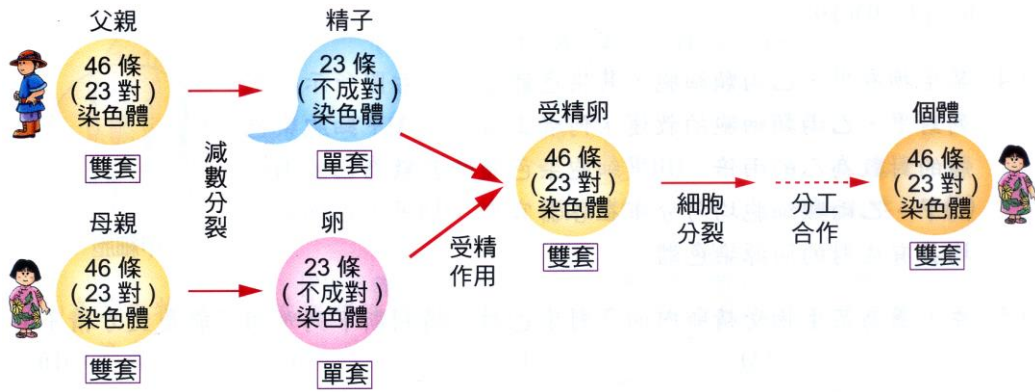 父親
46 條
(23 對)
染色體
雙套
精子
23 條
(不成對)
染色體
單套
減數分裂
母親
46 條
(23 對)
染色體
雙套
卵
23 條
(不成對)
染色體
單套
受精
作用
受精卵
46 條
(23 對)
染色體
雙套
細胞
分裂
分工
合作
個體
46 條
(23 對)
染色體
雙套